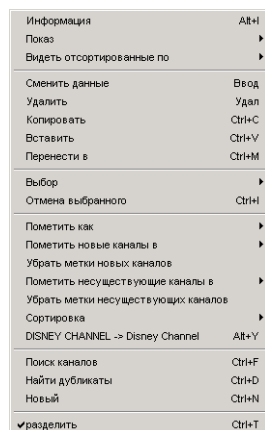 Информация Alt+I
Показ
Видеть отсортированные по
Сменить данные Ввод
Удалить Удал
Копировать Ctrl+C
Вставить Ctrl+V
Перенести в Ctrl+M
Выбор
Отмена выбранного Ctrl+I
Пометить как
Пометить новые каналы в
Убрать метки новых каналов
Пометить несуществующие каналы в
Убрать метки несуществующих каналов
Сортировка
DISNEY CHANNEL -> Disney Channel Alt+Y
Поиск каналов Ctrl+F
Найти дубликаты Ctrl+D
Новый Ctrl+N
разделить Ctrl+T